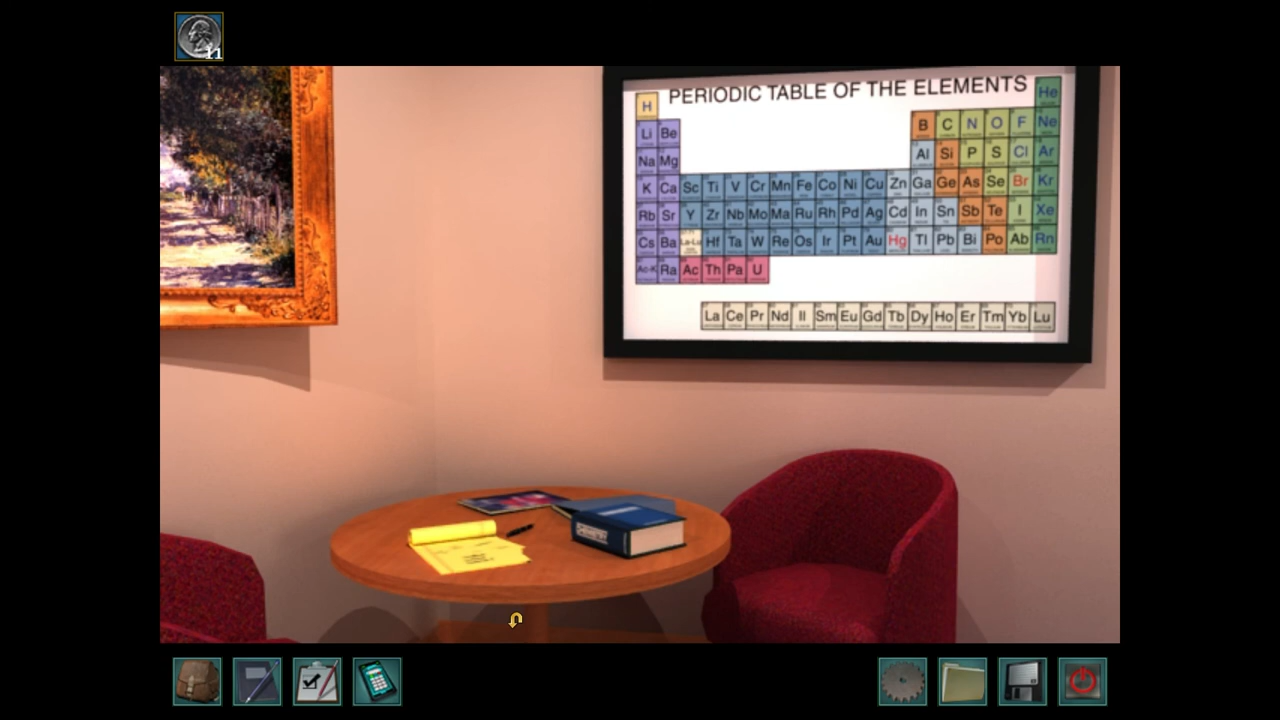 11
PERIODIC TABLE OF THE ELEMENTS
H He
Li Be B C N O F Ne
Na Mg Al Si P S Cl Ar
K Ca Sc Ti V Cr Mn Fe Co Ni Cu Zn Ga Ge As Se Br Kr
Rb Sr Y Zr Nb Mo Ma Ru Rh Pd Ag Cd In Sn Sb Te I Xe
Cs Ba La-Lu Hf Ta W Re Os Ir Pt Au Hg Tl Pb Bi Po Ab Rn
Ac-K Ra Ac Th Pa U
La Ce Pr Nd Il Sm Eu Gd Tb Dy Ho Er Tm Yb Lu